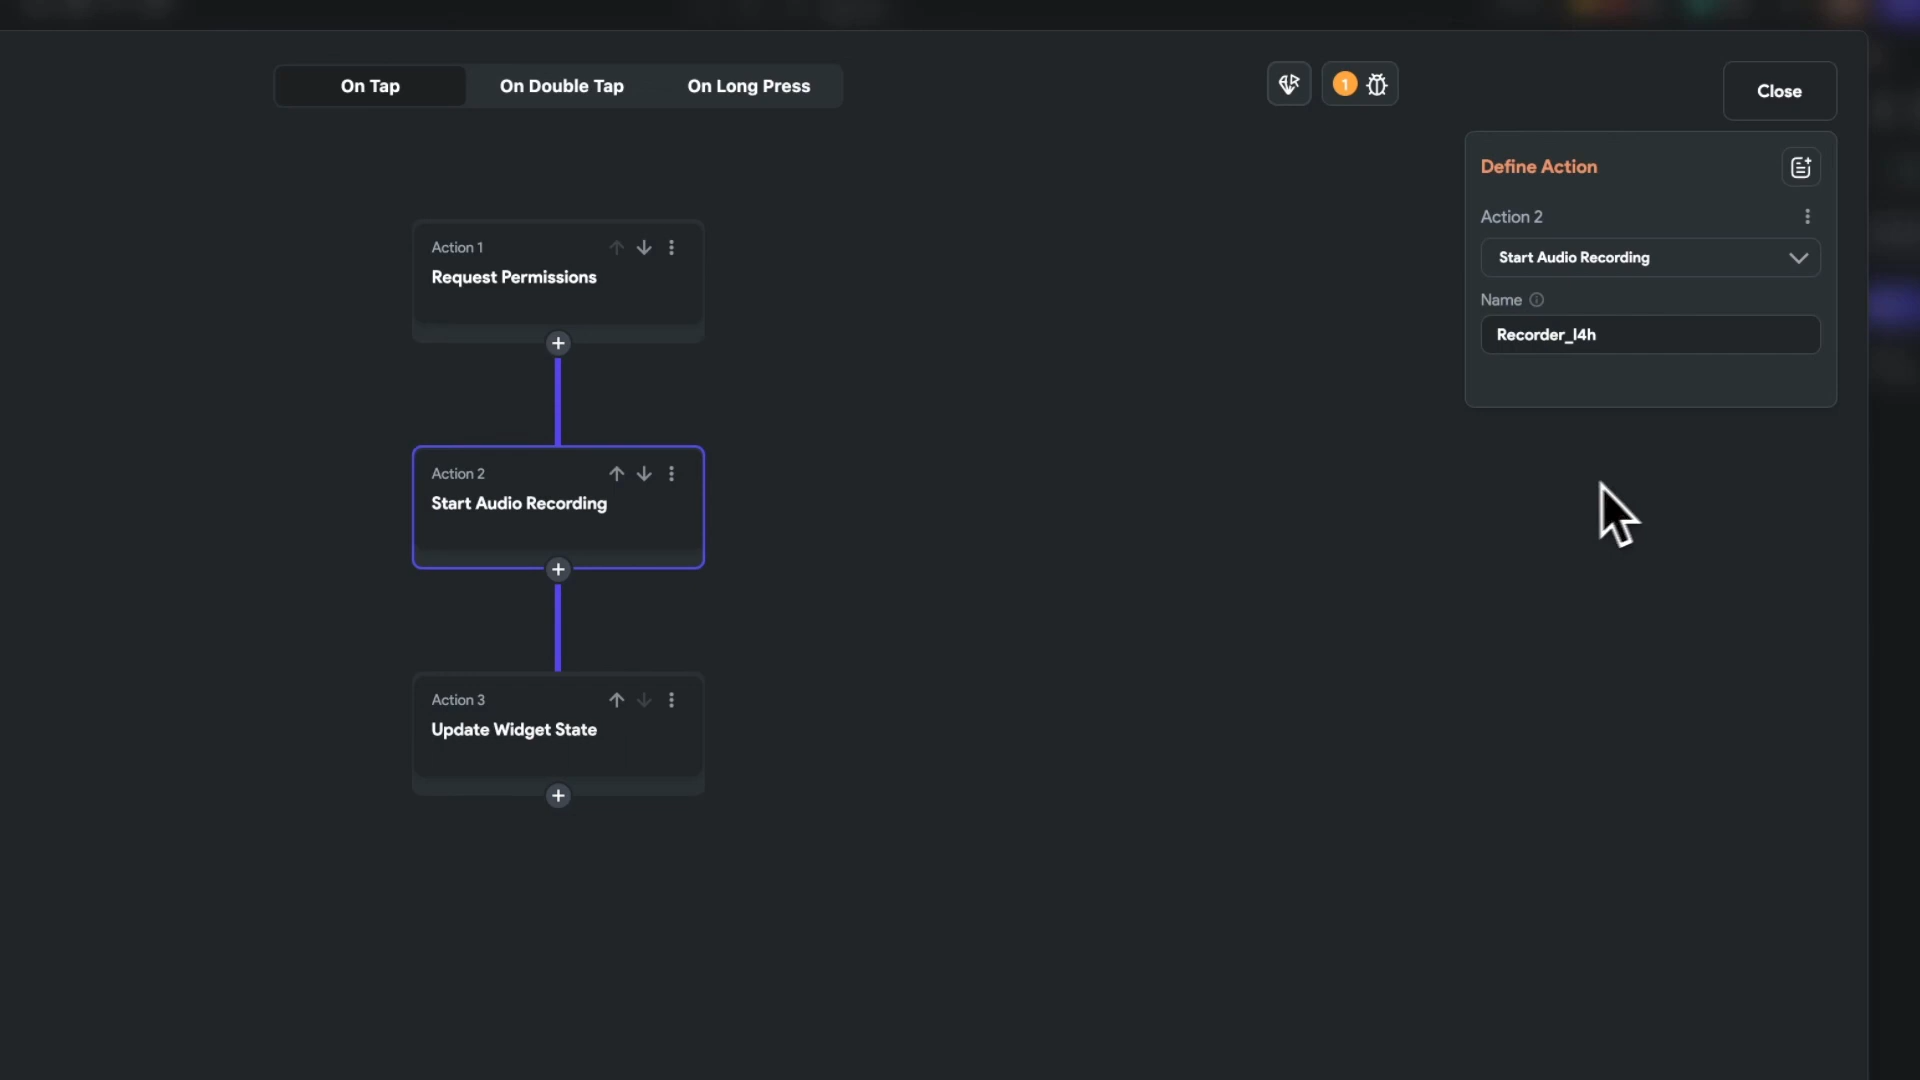 On Tap
On Double Tap
On Long Press
1
Close
Define Action
Action 2
Start Audio Recording
Name
Recorder_l4h
Action 1
Request Permissions
Action 2
Start Audio Recording
Action 3
Update Widget State